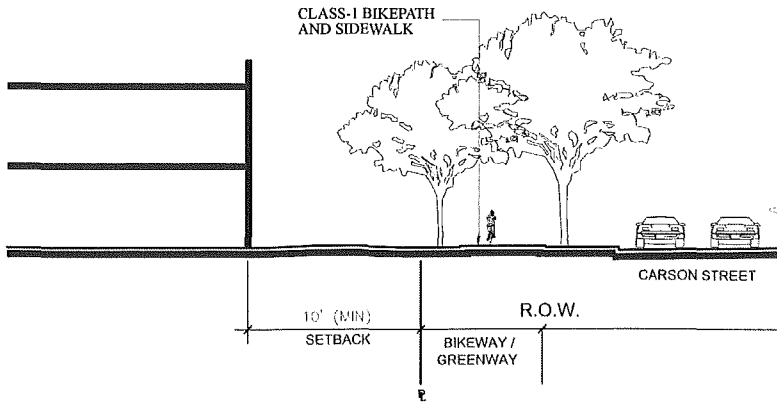 CLASS-1 BIKEPATH
AND SIDEWALK
CARSON STREET
10' (MIN)
SETBACK
R.O.W.
BIKEWAY /
GREENWAY
℄